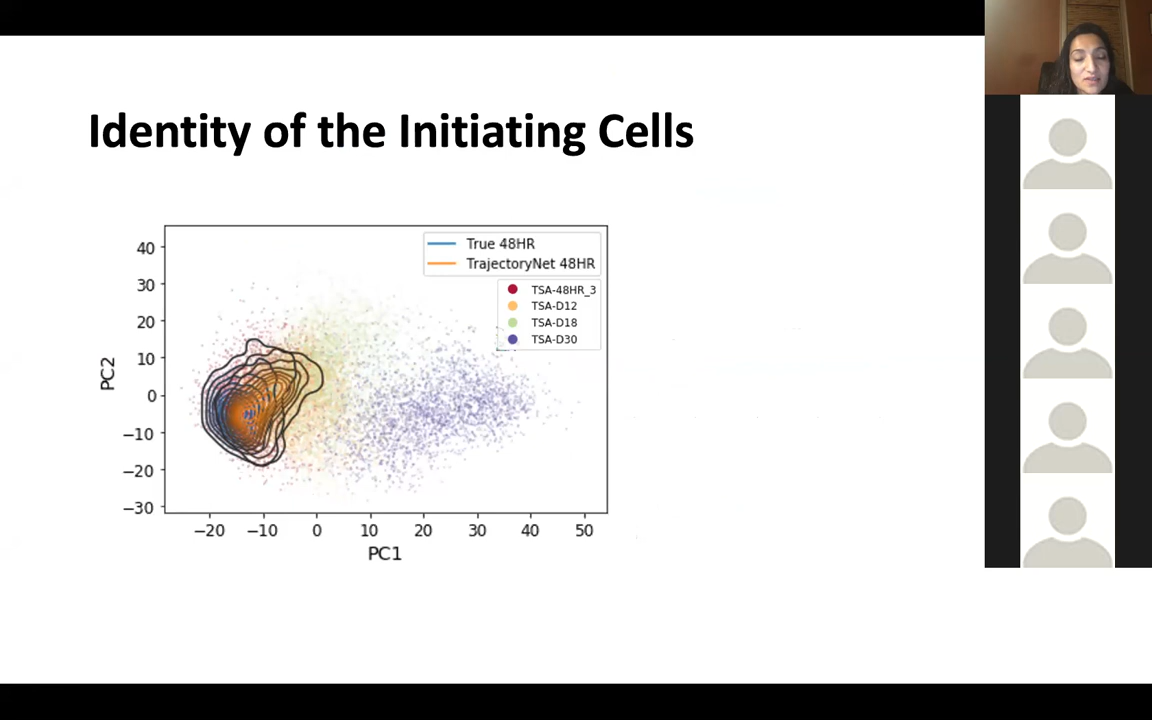 Identity of the Initiating Cells
True 48HR
TrajectoryNet 48HR
TSA-48HR_3
TSA-D12
TSA-D18
TSA-D30
40
30
20
10
0
−10
−20
−30
PC2
−20 −10 0 10 20 30 40 50
PC1